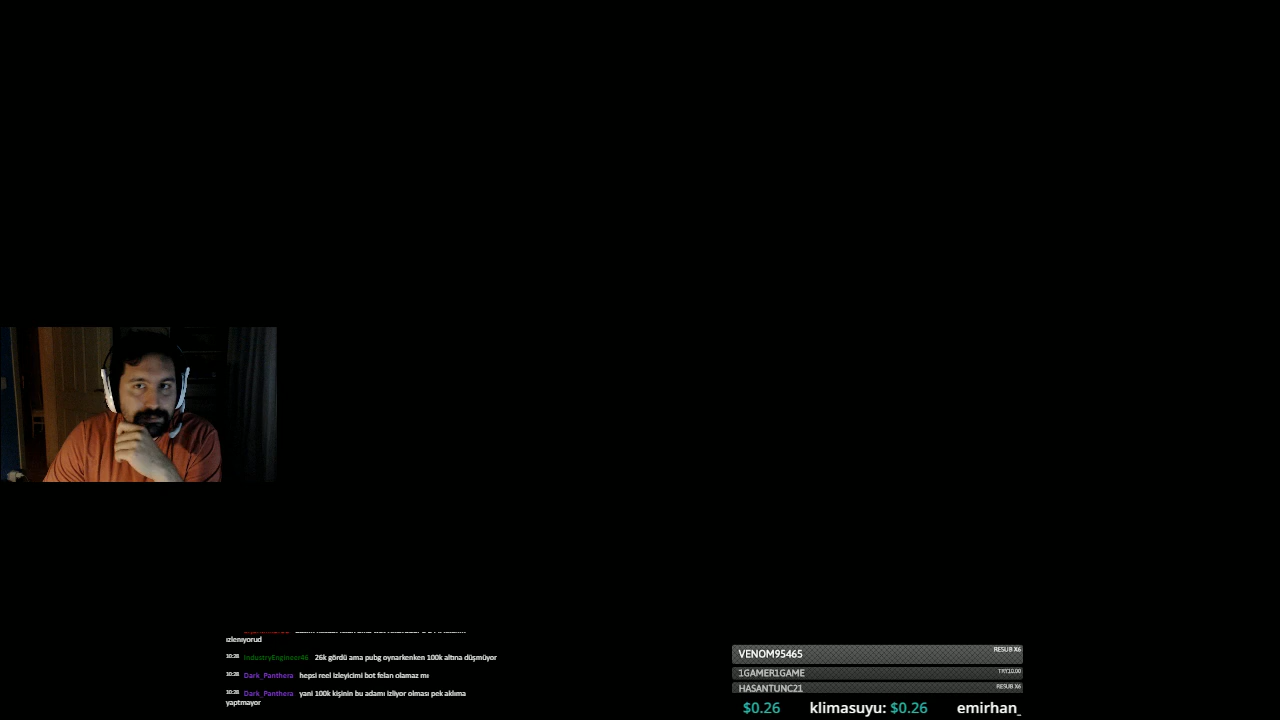 izleniyorud
10:28 IndustryEngineer46 26k gördü ama pubg oynarkenken 100k altına düşmüyor
10:28 Dark_Panthera hepsi reel izleyicimi bot felan olamaz mı
10:28 Dark_Panthera yani 100k kişinin bu adamı izliyor olması pek aklıma
yaptmayor
VENOM95465 RESUB X6
1GAMER1GAME TRY10.00
HASANTUNC21 RESUB X6
$0.26 klimasuyu: $0.26 emirhan_